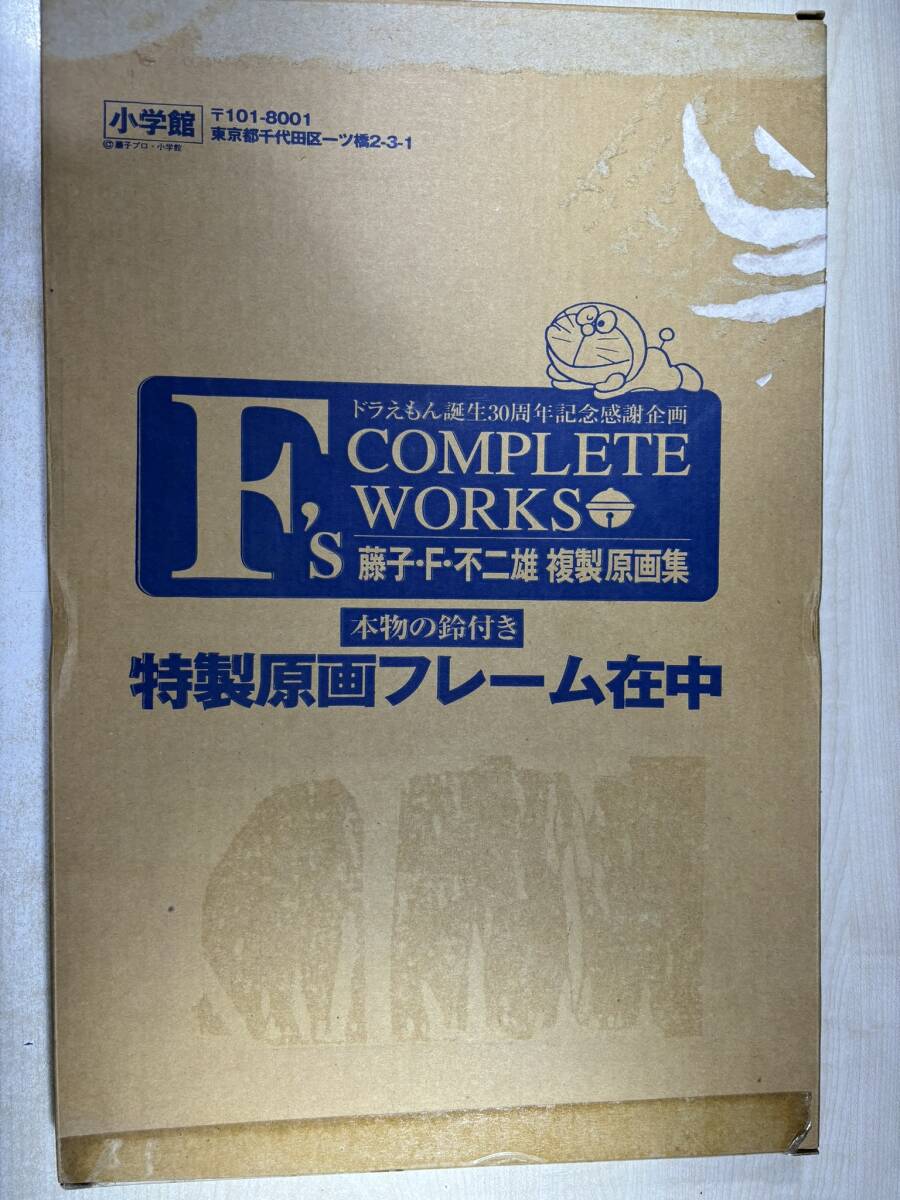 小学館
〒101-8001
東京都千代田区一ツ橋2-3-1
©藤子プロ・小学館
ドラえもん誕生30周年記念感謝企画
F's COMPLETE WORKS
藤子・F・不二雄 複製原画集
本物の鈴付き
特製原画フレーム在中